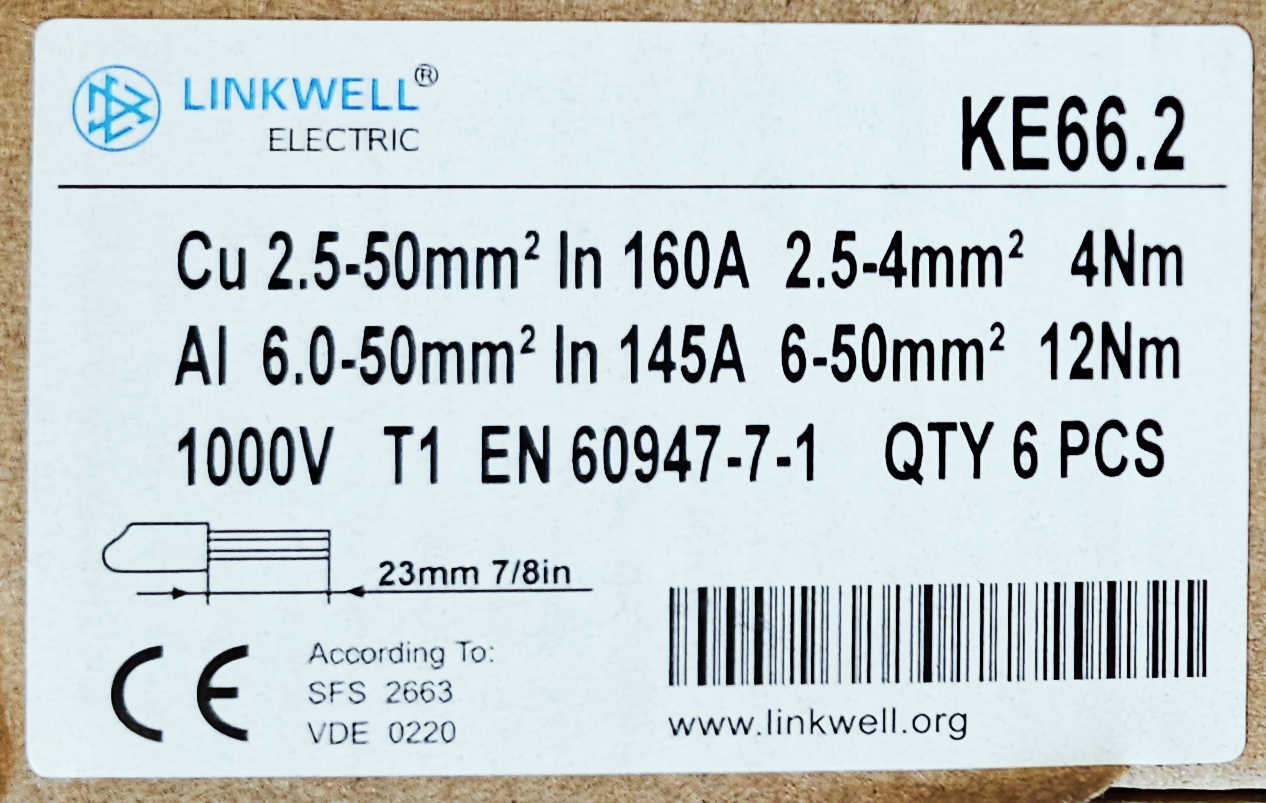 LINKWELL®
ELECTRIC
KE66.2
Cu 2.5-50mm² In 160A 2.5-4mm² 4Nm
Al 6.0-50mm² In 145A 6-50mm² 12Nm
1000V T1 EN 60947-7-1 QTY 6 PCS
23mm 7/8in
CE
According To:
SFS 2663
VDE 0220
www.linkwell.org